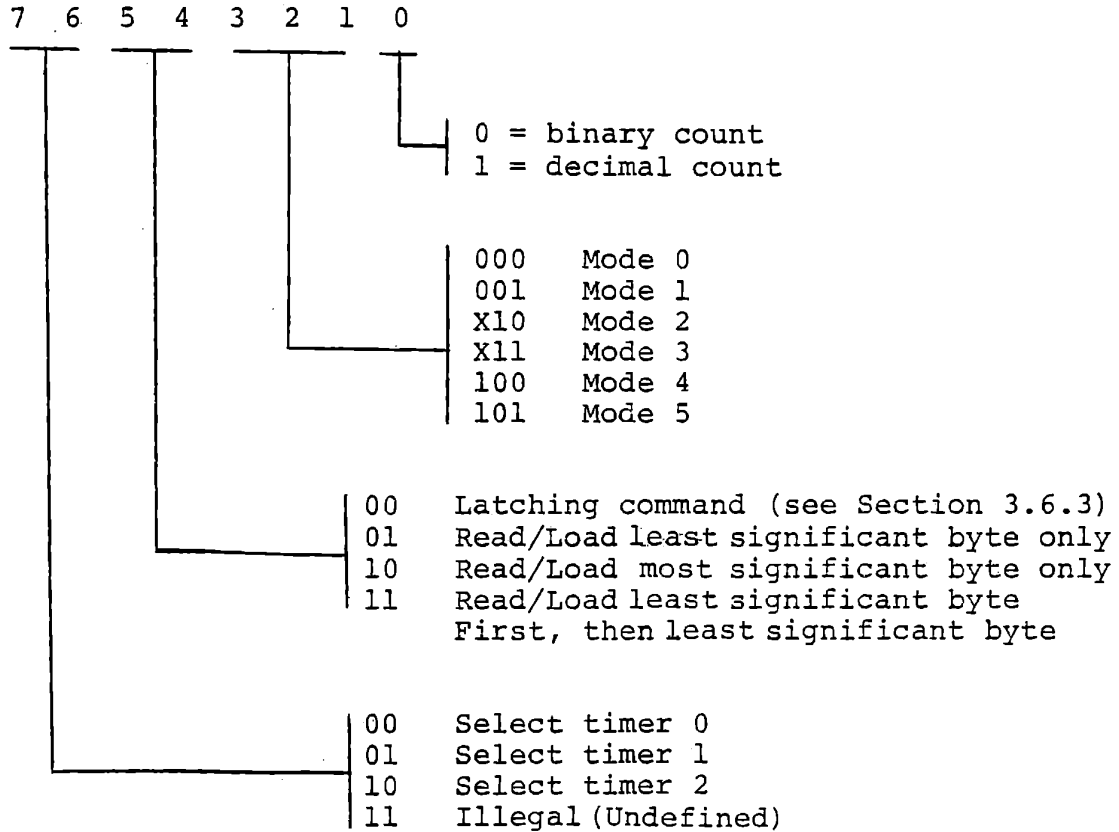 7 6 5 4 3 2 1 0
0 = binary count
1 = decimal count
000 Mode 0
001 Mode 1
X10 Mode 2
X11 Mode 3
100 Mode 4
101 Mode 5
00 Latching command (see Section 3.6.3)
01 Read/Load least significant byte only
10 Read/Load most significant byte only
11 Read/Load least significant byte
First, then least significant byte
00 Select timer 0
01 Select timer 1
10 Select timer 2
11 Illegal (Undefined)